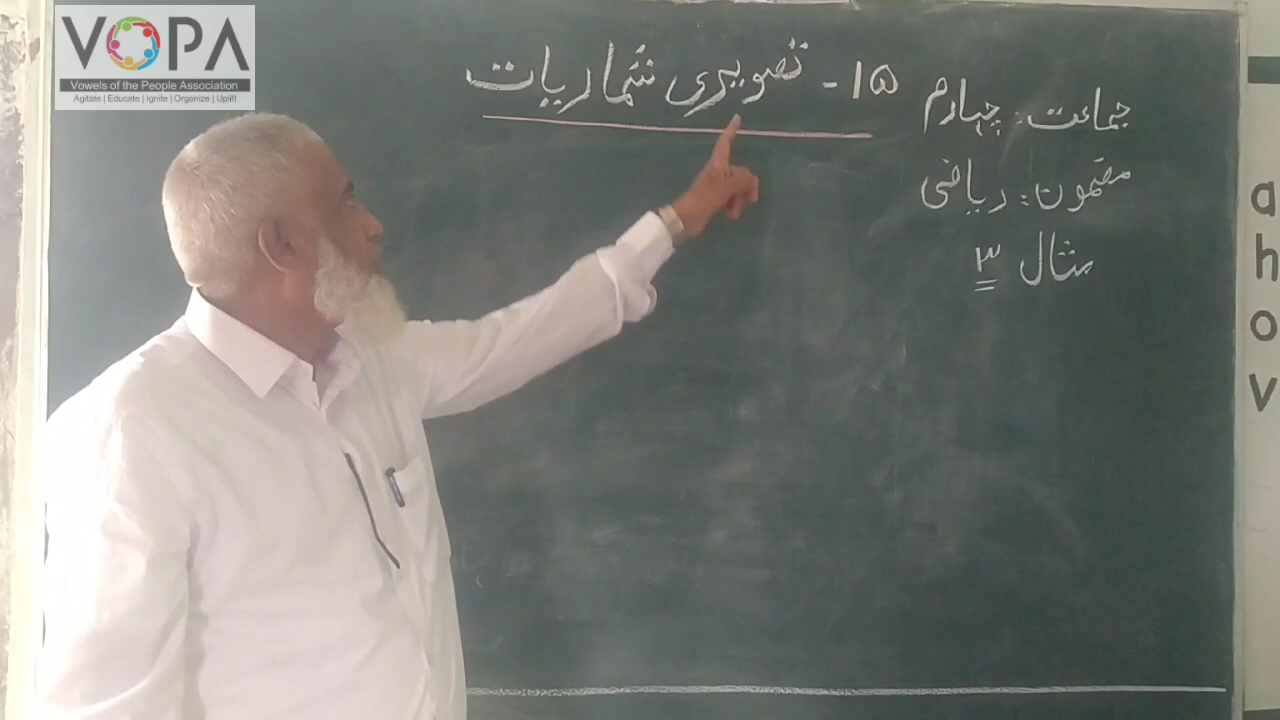 VOPA
Vowels of the People Association
Agitate | Educate | Ignite | Organize | Uplift
۱۵ - تصویری شماریات
جماعت: چہارم
مضمون: ریاضی
مثال ۳
a
h
o
v